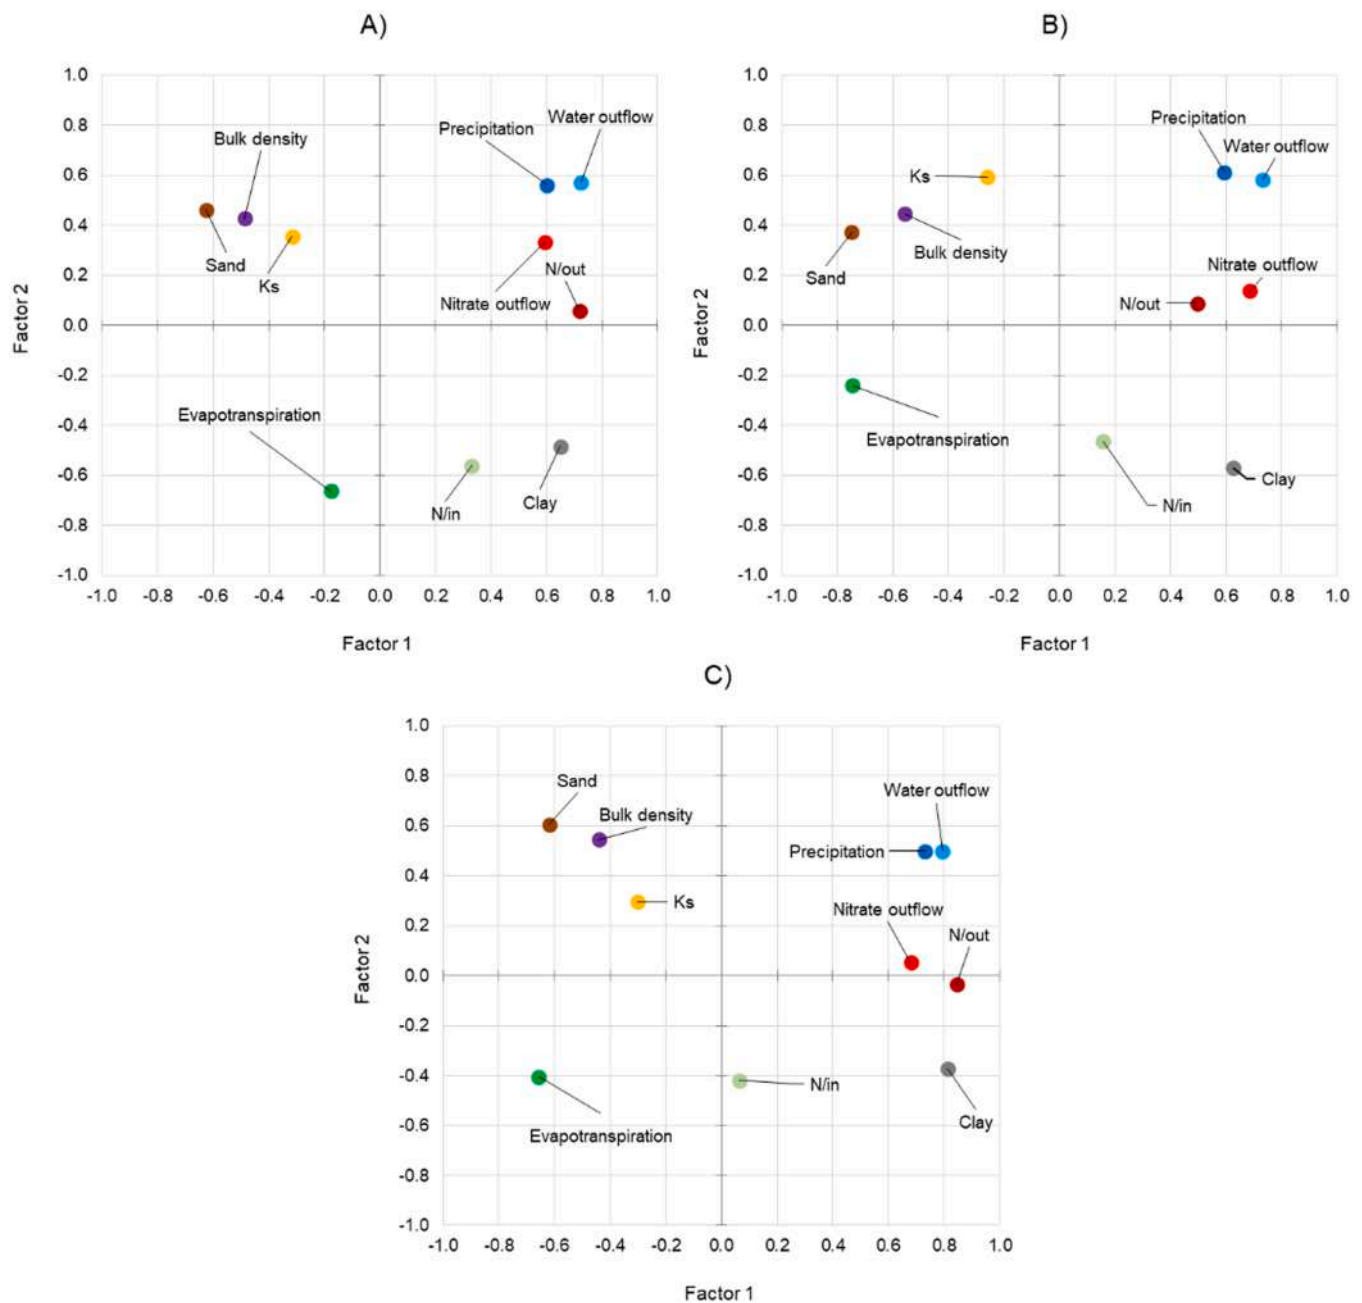 A)
1.0
0.8
0.6
0.4
0.2
0.0
-0.2
-0.4
-0.6
-0.8
-1.0
Factor 2
Bulk density
Precipitation
Water outflow
Sand
Ks
N/out
Nitrate outflow
Evapotranspiration
N/in
Clay
-1.0 -0.8 -0.6 -0.4 -0.2 0.0 0.2 0.4 0.6 0.8 1.0
Factor 1
B)
1.0
0.8
0.6
0.4
0.2
0.0
-0.2
-0.4
-0.6
-0.8
-1.0
Factor 2
Precipitation
Water outflow
Ks
Bulk density
Sand
Nitrate outflow
N/out
Evapotranspiration
Clay
N/in
-1.0 -0.8 -0.6 -0.4 -0.2 0.0 0.2 0.4 0.6 0.8 1.0
Factor 1
C)
1.0
0.8
0.6
0.4
0.2
0.0
-0.2
-0.4
-0.6
-0.8
-1.0
Factor 2
Sand
Water outflow
Bulk density
Precipitation
Ks
Nitrate outflow
N/out
N/in
Clay
Evapotranspiration
-1.0 -0.8 -0.6 -0.4 -0.2 0.0 0.2 0.4 0.6 0.8 1.0
Factor 1